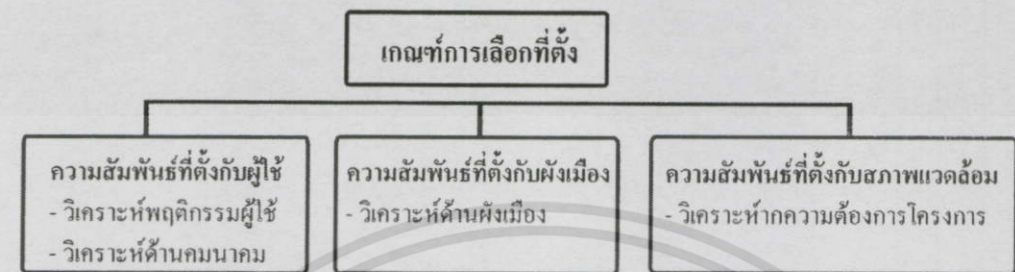 เกณฑ์การเลือกที่ตั้ง
ความสัมพันธ์ที่ตั้งกับผู้ใช้
- วิเคราะห์พฤติกรรมผู้ใช้
- วิเคราะห์ด้านคมนาคม
ความสัมพันธ์ที่ตั้งกับผังเมือง
- วิเคราะห์ด้านผังเมือง
ความสัมพันธ์ที่ตั้งกับสภาพแวดล้อม
- วิเคราะห์ากความต้องการโครงการ